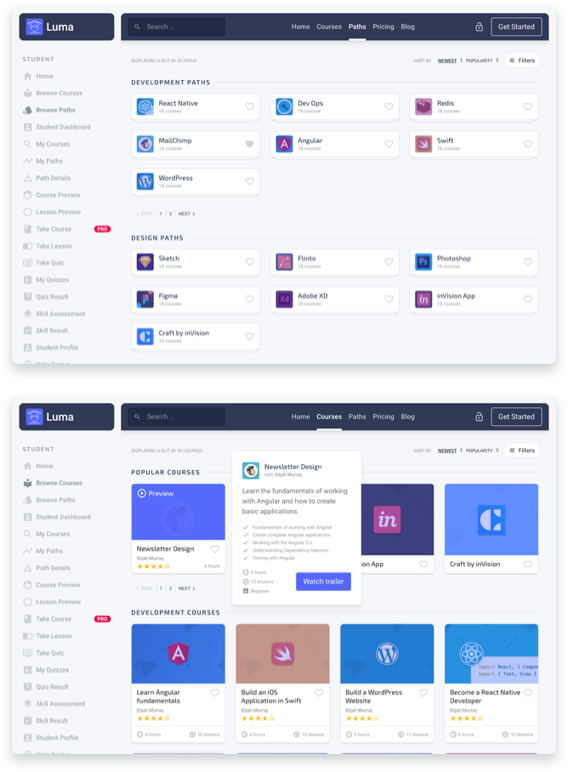 Luma
Search ...
Home Courses Paths Pricing Blog
Get Started
STUDENT
Home
Browse Courses
Browse Paths
Student Dashboard
My Courses
My Paths
Path Details
Course Preview
Lesson Preview
Take Course PRO
Take Lesson
Take Quiz
My Quizzes
Quiz Result
Skill Assessment
Skill Result
Student Profile
Help Center
DISPLAYING 4 OUT OF 10 PATHS
SORT BY NEWEST POPULARITY Filters
DEVELOPMENT PATHS
React Native
18 courses
Dev Ops
18 courses
Redis
18 courses
MailChimp
18 courses
Angular
18 courses
Swift
18 courses
WordPress
18 courses
PREV 1 2 NEXT
DESIGN PATHS
Sketch
18 courses
Flinto
18 courses
Photoshop
18 courses
Figma
18 courses
Adobe XD
18 courses
inVision App
18 courses
Craft by inVision
18 courses
Luma
Search ...
Home Courses Paths Pricing Blog
Get Started
STUDENT
Home
Browse Courses
Browse Paths
Student Dashboard
My Courses
My Paths
Path Details
Course Preview
Lesson Preview
Take Course PRO
Take Lesson
Take Quiz
My Quizzes
Quiz Result
Skill Assessment
Skill Result
Student Profile
Help Center
DISPLAYING 4 OUT OF 10 COURSES
SORT BY NEWEST POPULARITY Filters
POPULAR COURSES
Preview
Newsletter Design
Elijah Murray
6 hours
Newsletter Design
with Elijah Murray
Learn the fundamentals of working
with Angular and how to create
basic applications.
Fundamentals of working with Angular
Create complete Angular applications
Working with the Angular CLI
Understanding Dependency Injection
Testing with Angular
6 hours
12 lessons
Beginner
Watch trailer
in
on App
Craft by inVision
PREV 1 2 NEXT
DEVELOPMENT COURSES
Learn Angular
fundamentals
Elijah Murray
6 hours 12 lessons
Build an iOS
Application in Swift
Elijah Murray
6 hours 12 lessons
Build a WordPress
Website
Elijah Murray
6 hours 12 lessons
import React, { Compon
import { Text, View }
Become a React Native
Developer
Elijah Murray
6 hours 12 lessons